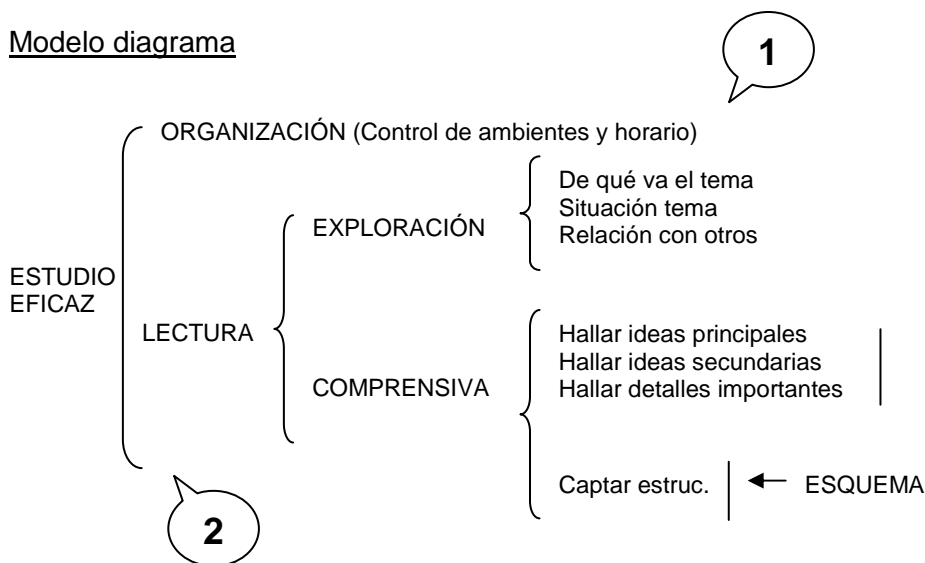 Modelo diagrama
1
ORGANIZACIÓN (Control de ambientes y horario)
De qué va el tema
Situación tema
Relación con otros
EXPLORACIÓN
ESTUDIO
EFICAZ
LECTURA
Hallar ideas principales
Hallar ideas secundarias
Hallar detalles importantes
COMPRENSIVA
Captar estruc.
ESQUEMA
2